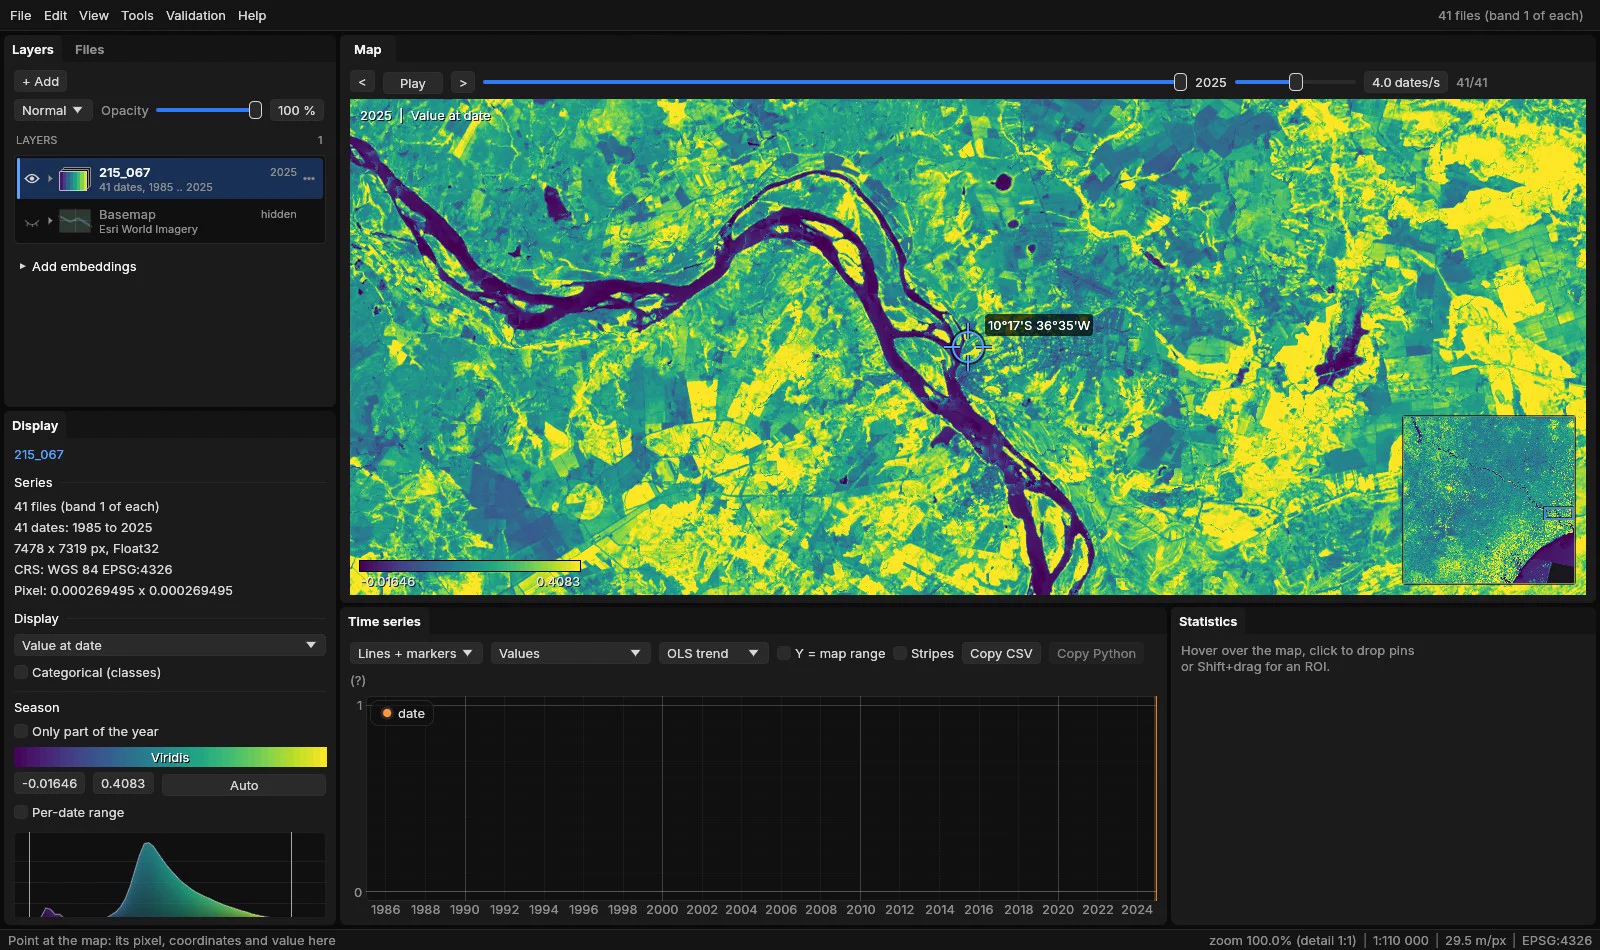 File Edit View Tools Validation Help
41 files (band 1 of each)
Layers Files
+ Add
Normal Opacity 100 %
LAYERS 1
215_067 2025
41 dates, 1985 .. 2025
Basemap hidden
Esri World Imagery
Add embeddings
Display
215_067
Series
41 files (band 1 of each)
41 dates: 1985 to 2025
7478 x 7319 px, Float32
CRS: WGS 84 EPSG:4326
Pixel: 0.000269495 x 0.000269495
Display
Value at date
Categorical (classes)
Season
Only part of the year
Viridis
-0.01646 0.4083 Auto
Per-date range
Map
< Play > 2025 4.0 dates/s 41/41
2025 | Value at date
10°17'S 36°35'W
-0.01646 0.4083
Time series
Lines + markers Values OLS trend Y = map range Stripes Copy CSV Copy Python
(?)
1
date
0
1986 1988 1990 1992 1994 1996 1998 2000 2002 2004 2006 2008 2010 2012 2014 2016 2018 2020 2022 2024
Statistics
Hover over the map, click to drop pins
or Shift+drag for an ROI.
Point at the map: its pixel, coordinates and value here
zoom 100.0% (detail 1:1) | 1:110 000 | 29.5 m/px | EPSG:4326